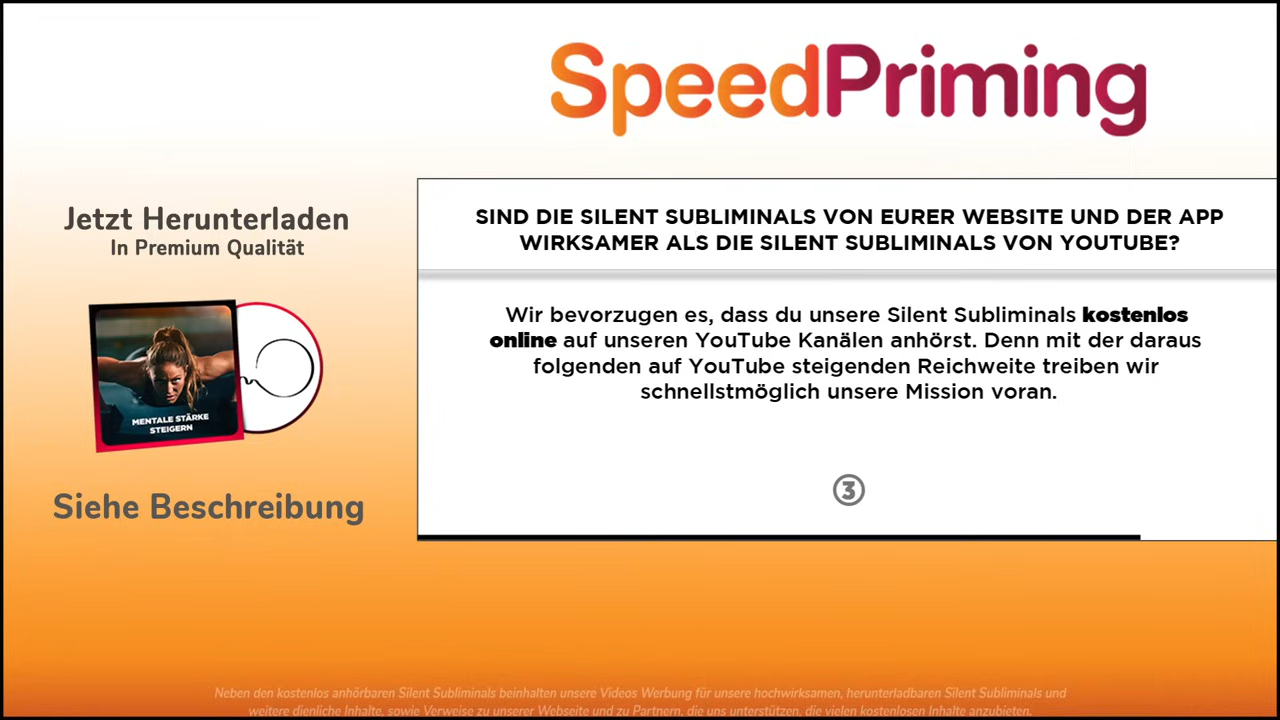 SpeedPriming
Jetzt Herunterladen
In Premium Qualität
MENTALE STÄRKE
STEIGERN
Siehe Beschreibung
SIND DIE SILENT SUBLIMINALS VON EURER WEBSITE UND DER APP
WIRKSAMER ALS DIE SILENT SUBLIMINALS VON YOUTUBE?
Wir bevorzugen es, dass du unsere Silent Subliminals kostenlos
online auf unseren YouTube Kanälen anhörst. Denn mit der daraus
folgenden auf YouTube steigenden Reichweite treiben wir
schnellstmöglich unsere Mission voran.
③
Neben den kostenlos anhörbaren Silent Subliminals beinhalten unsere Videos Werbung für unsere hochwirksamen, herunterladbaren Silent Subliminals und
weitere dienliche Inhalte, sowie Verweise zu unserer Webseite und zu Partnern, die uns unterstützen, die vielen kostenlosen Inhalte anzubieten.